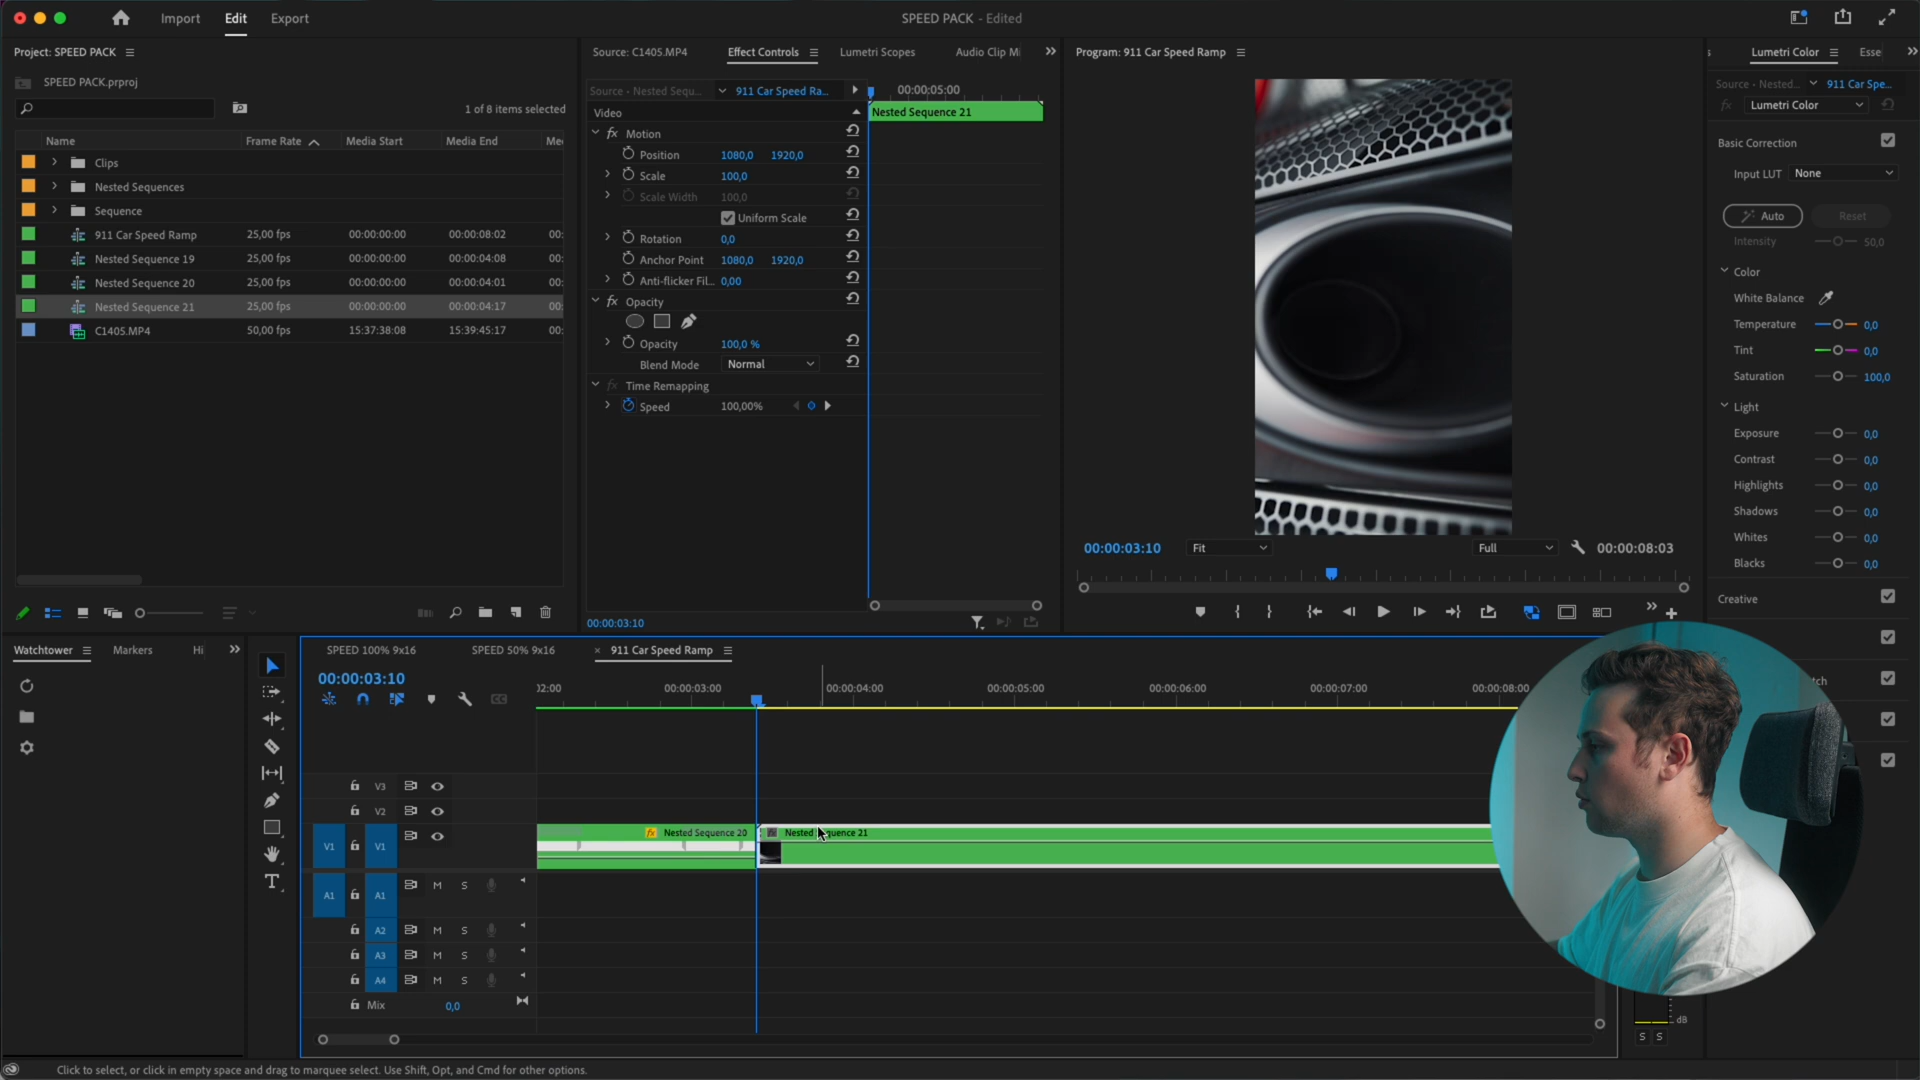 Import Edit Export
SPEED PACK - Edited
Project: SPEED PACK
SPEED PACK.prproj
1 of 8 items selected
Name Frame Rate Media Start Media End Me
Clips
Nested Sequences
Sequence
911 Car Speed Ramp 25,00 fps 00:00:00:00 00:00:08:02 00:
Nested Sequence 19 25,00 fps 00:00:00:00 00:00:04:08 00:
Nested Sequence 20 25,00 fps 00:00:00:00 00:00:04:01 00:
Nested Sequence 21 25,00 fps 00:00:00:00 00:00:04:17 00:
C1405.MP4 50,00 fps 15:37:38:08 15:39:45:17 00:
Source: C1405.MP4 Effect Controls Lumetri Scopes Audio Clip Mi
Source - Nested Sequ... 911 Car Speed Ra... 00:00:05:00
Video Nested Sequence 21
fx Motion
Position 1080,0 1920,0
Scale 100,0
Scale Width 100,0
Uniform Scale
Rotation 0,0
Anchor Point 1080,0 1920,0
Anti-flicker Fil... 0,00
fx Opacity
Opacity 100,0 %
Blend Mode Normal
fx Time Remapping
Speed 100,00%
00:00:03:10
Program: 911 Car Speed Ramp
00:00:03:10 Fit Full 00:00:08:03
s Lumetri Color Esse
Source - Nested... 911 Car Spe...
fx Lumetri Color
Basic Correction
Input LUT None
Auto Reset
Intensity 50,0
Color
White Balance
Temperature 0,0
Tint 0,0
Saturation 100,0
Light
Exposure 0,0
Contrast 0,0
Highlights 0,0
Shadows 0,0
Whites 0,0
Blacks 0,0
Creative
tch
Watchtower Markers Hi
SPEED 100% 9x16 SPEED 50% 9x16 × 911 Car Speed Ramp
00:00:03:10
02:00 00:00:03:00 00:00:04:00 00:00:05:00 00:00:06:00 00:00:07:00 00:00:08:00
CC
V3
V2
V1 V1
fx Nested Sequence 20 fx Nested Sequence 21
A1 A1 M S
A2 M S
A3 M S
A4 M S
Mix 0,0
dB
S S
T
Click to select, or click in empty space and drag to marquee select. Use Shift, Opt, and Cmd for other options.